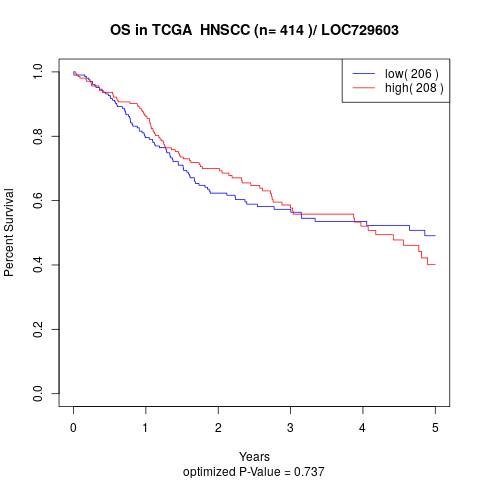 OS in TCGA  HNSCC (n= 414 )/ LOC729603
low( 206 )
high( 208 )
Percent Survival
1.0
0.8
0.6
0.4
0.2
0.0
0 1 2 3 4 5
Years
optimized P-Value = 0.737